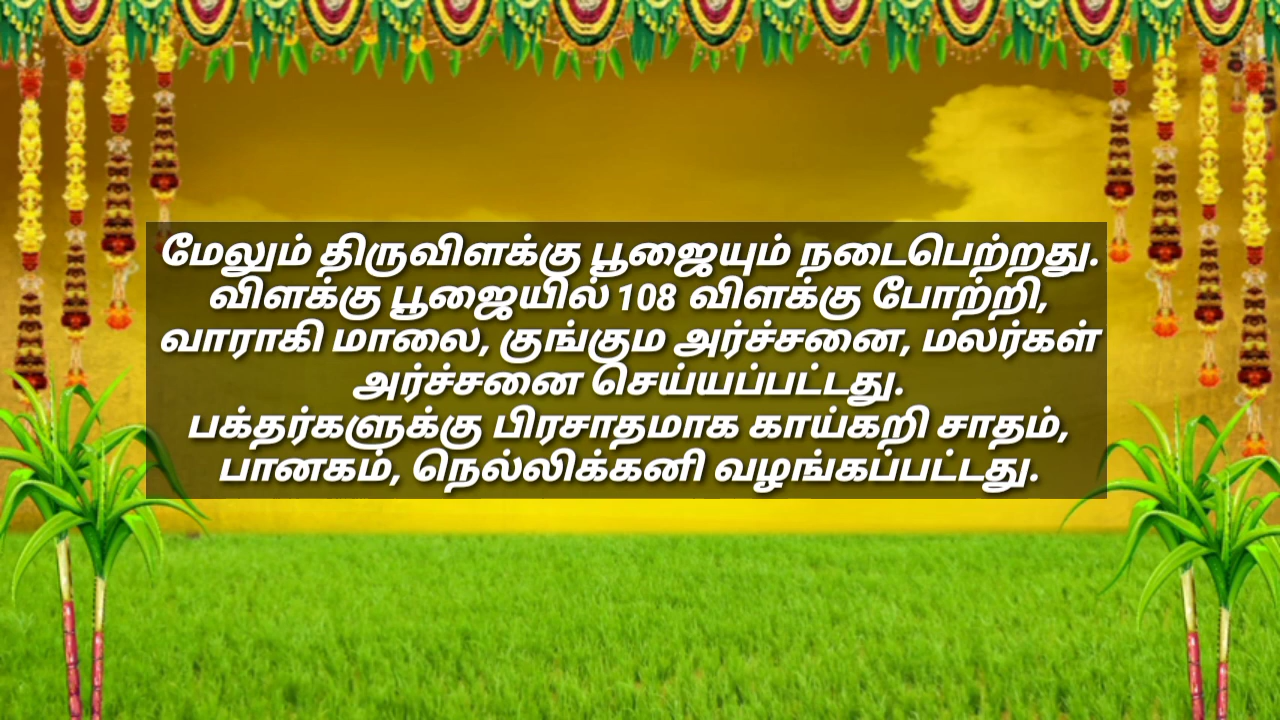 மேலும் திருவிளக்கு பூஜையும் நடைபெற்றது.
விளக்கு பூஜையில் 108 விளக்கு போற்றி,
வாராகி மாலை, குங்கும அர்ச்சனை, மலர்கள்
அர்ச்சனை செய்யப்பட்டது.
பக்தர்களுக்கு பிரசாதமாக காய்கறி சாதம்,
பானகம், நெல்லிக்கனி வழங்கப்பட்டது.